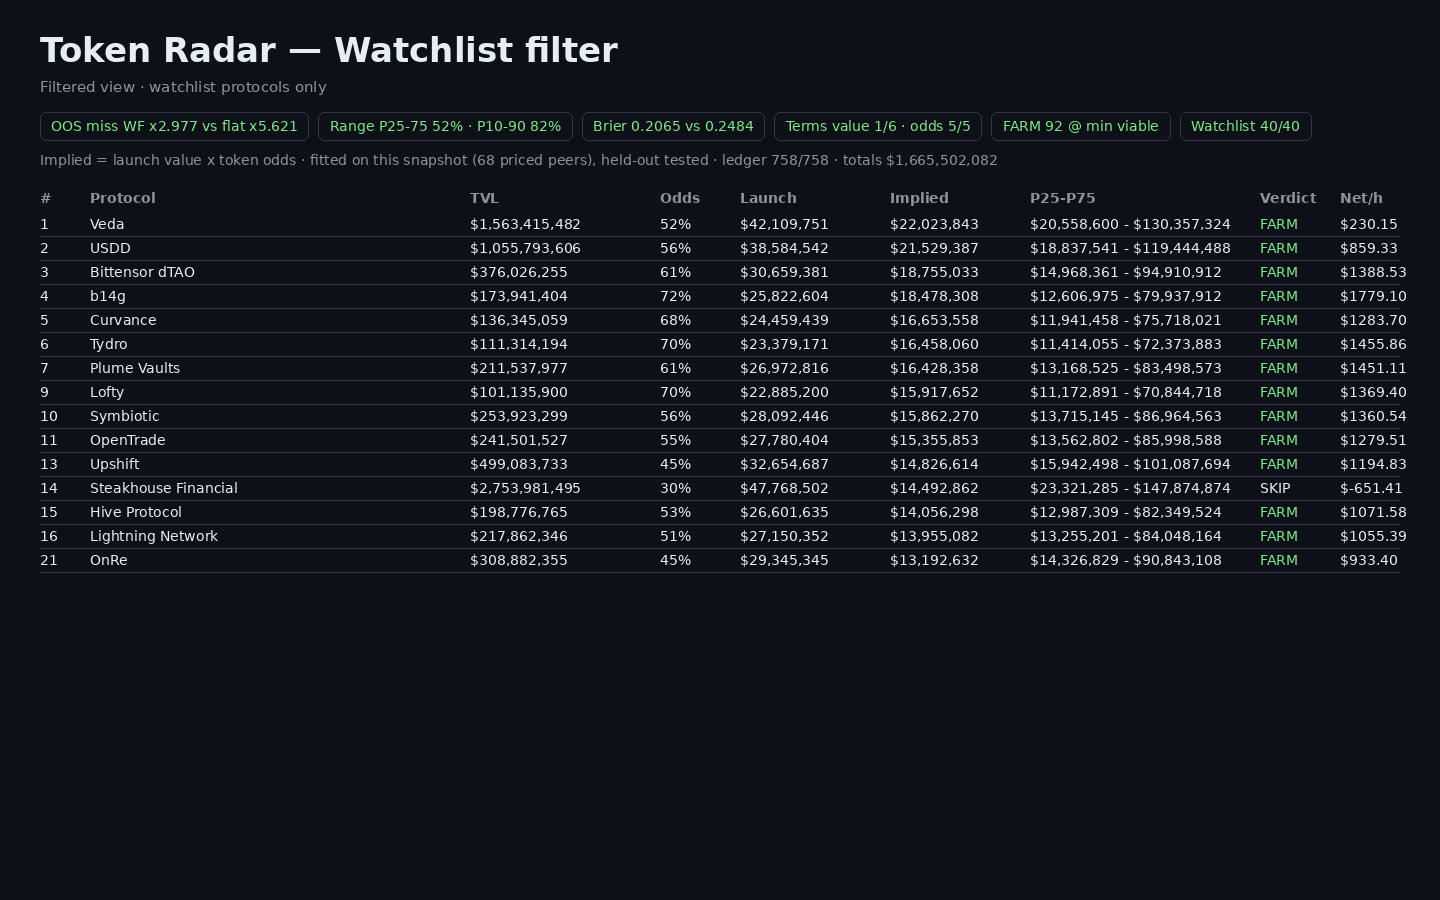 Token Radar — Watchlist filter
Filtered view · watchlist protocols only
OOS miss WF x2.977 vs flat x5.621 Range P25-75 52% · P10-90 82% Brier 0.2065 vs 0.2484 Terms value 1/6 · odds 5/5 FARM 92 @ min viable Watchlist 40/40
Implied = launch value x token odds · fitted on this snapshot (68 priced peers), held-out tested · ledger 758/758 · totals $1,665,502,082
# Protocol TVL Odds Launch Implied P25-P75 Verdict Net/h
1 Veda $1,563,415,482 52% $42,109,751 $22,023,843 $20,558,600 - $130,357,324 FARM $230.15
2 USDD $1,055,793,606 56% $38,584,542 $21,529,387 $18,837,541 - $119,444,488 FARM $859.33
3 Bittensor dTAO $376,026,255 61% $30,659,381 $18,755,033 $14,968,361 - $94,910,912 FARM $1388.53
4 b14g $173,941,404 72% $25,822,604 $18,478,308 $12,606,975 - $79,937,912 FARM $1779.10
5 Curvance $136,345,059 68% $24,459,439 $16,653,558 $11,941,458 - $75,718,021 FARM $1283.70
6 Tydro $111,314,194 70% $23,379,171 $16,458,060 $11,414,055 - $72,373,883 FARM $1455.86
7 Plume Vaults $211,537,977 61% $26,972,816 $16,428,358 $13,168,525 - $83,498,573 FARM $1451.11
9 Lofty $101,135,900 70% $22,885,200 $15,917,652 $11,172,891 - $70,844,718 FARM $1369.40
10 Symbiotic $253,923,299 56% $28,092,446 $15,862,270 $13,715,145 - $86,964,563 FARM $1360.54
11 OpenTrade $241,501,527 55% $27,780,404 $15,355,853 $13,562,802 - $85,998,588 FARM $1279.51
13 Upshift $499,083,733 45% $32,654,687 $14,826,614 $15,942,498 - $101,087,694 FARM $1194.83
14 Steakhouse Financial $2,753,981,495 30% $47,768,502 $14,492,862 $23,321,285 - $147,874,874 SKIP $-651.41
15 Hive Protocol $198,776,765 53% $26,601,635 $14,056,298 $12,987,309 - $82,349,524 FARM $1071.58
16 Lightning Network $217,862,346 51% $27,150,352 $13,955,082 $13,255,201 - $84,048,164 FARM $1055.39
21 OnRe $308,882,355 45% $29,345,345 $13,192,632 $14,326,829 - $90,843,108 FARM $933.40